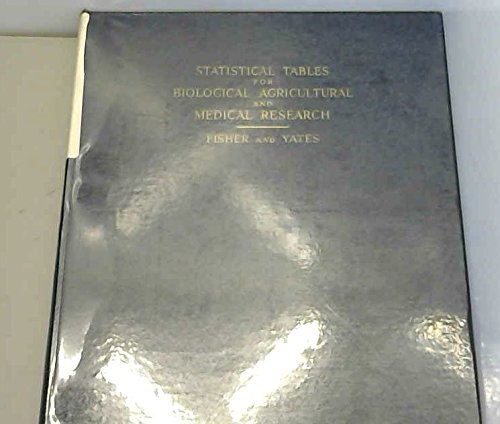 STATISTICAL TABLES
FOR
BIOLOGICAL AGRICULTURAL
AND
MEDICAL RESEARCH
FISHER AND YATES